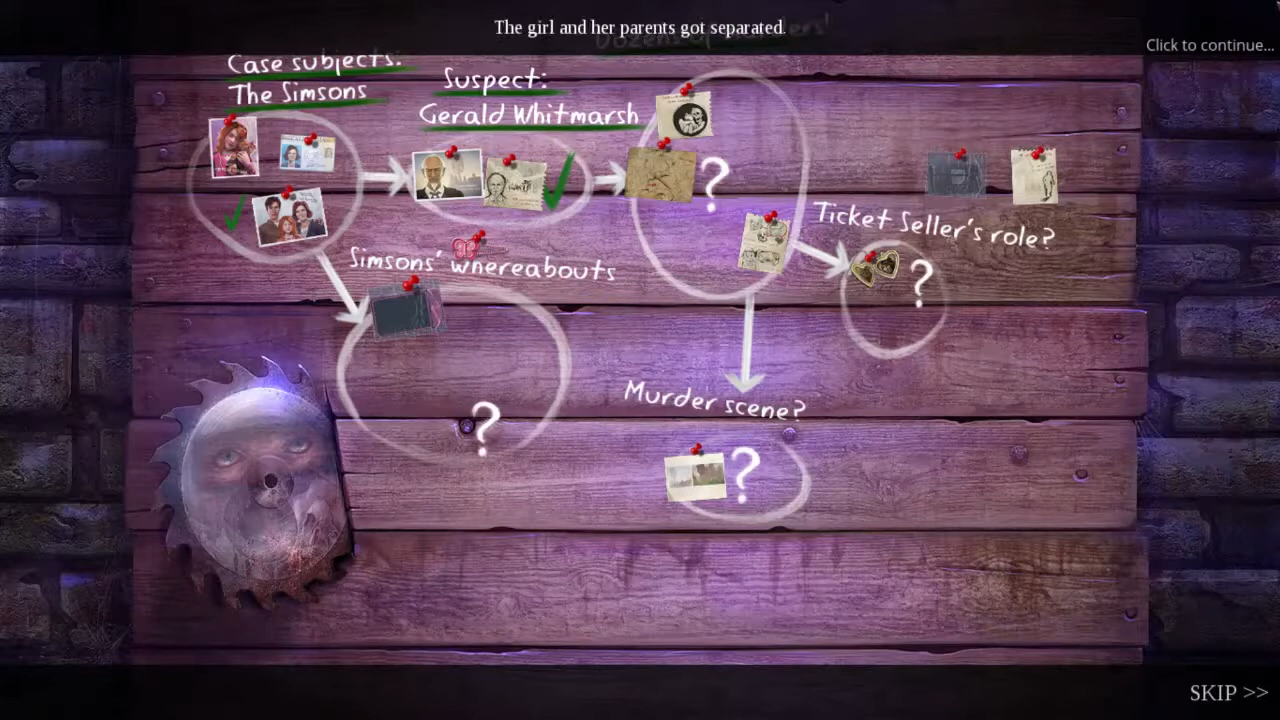 The girl and her parents got separated.
Click to continue...
Case subjects:
The Simsons
Suspect:
Gerald Whitmarsh
Ticket Seller's role?
?
?
Simsons' whereabouts
?
Murder scene?
?
SKIP >>